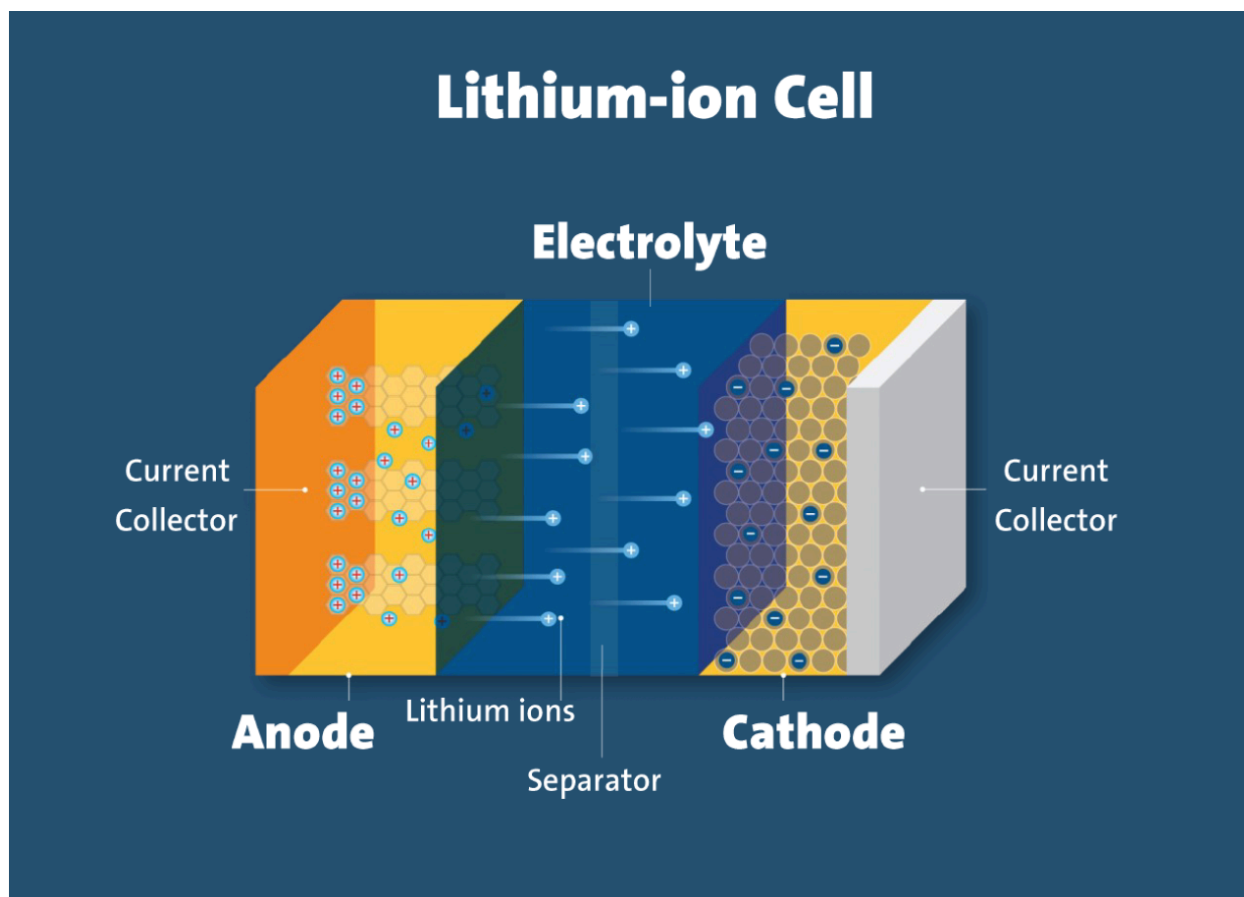 Lithium-ion Cell
Electrolyte
Current
Collector
Current
Collector
Anode
Lithium ions
Cathode
Separator